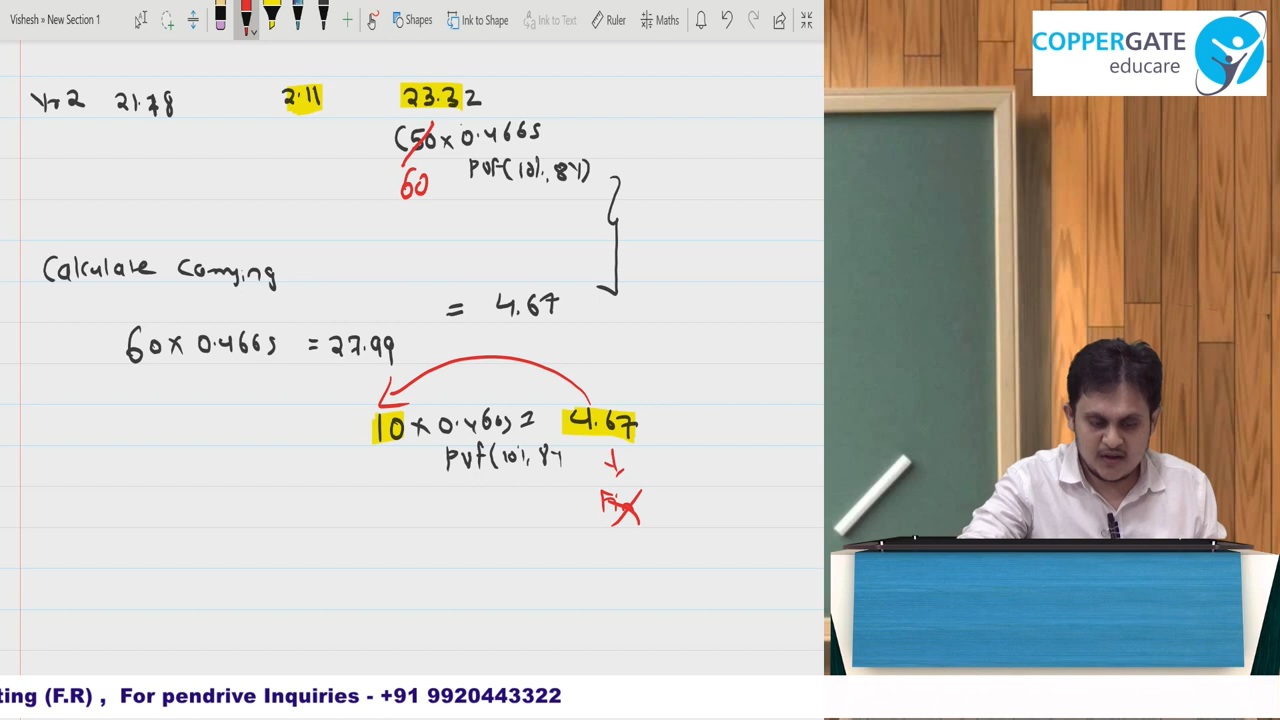 Vishesh » New Section 1
Shapes
Ink to Shape
Ink to Text
Ruler
Maths
COPPERGATE
educare
Yr 2 21.78 2.11 23.32
(50 x 0.4665
60 pvf(10%, 8Y)
Calculate carrying
= 4.67
60 x 0.4665 = 27.99
10 x 0.4665 = 4.67
pvf(10%, 8Y
ting (F.R) , For pendrive Inquiries - +91 9920443322